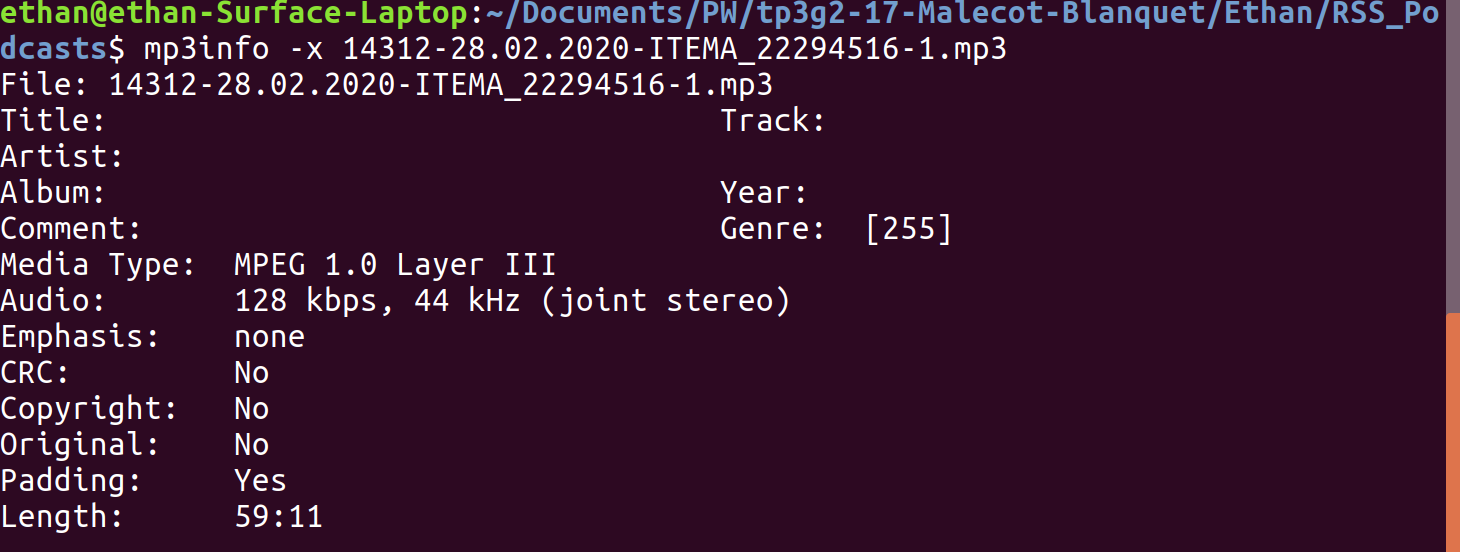 ethan@ethan-Surface-Laptop:~/Documents/PW/tp3g2-17-Malecot-Blanquet/Ethan/RSS_Po
dcasts$ mp3info -x 14312-28.02.2020-ITEMA_22294516-1.mp3
File: 14312-28.02.2020-ITEMA_22294516-1.mp3
Title:                                  Track:
Artist:
Album:                                  Year:
Comment:                                Genre:  [255]
Media Type:  MPEG 1.0 Layer III
Audio:       128 kbps, 44 kHz (joint stereo)
Emphasis:    none
CRC:         No
Copyright:   No
Original:    No
Padding:     Yes
Length:      59:11